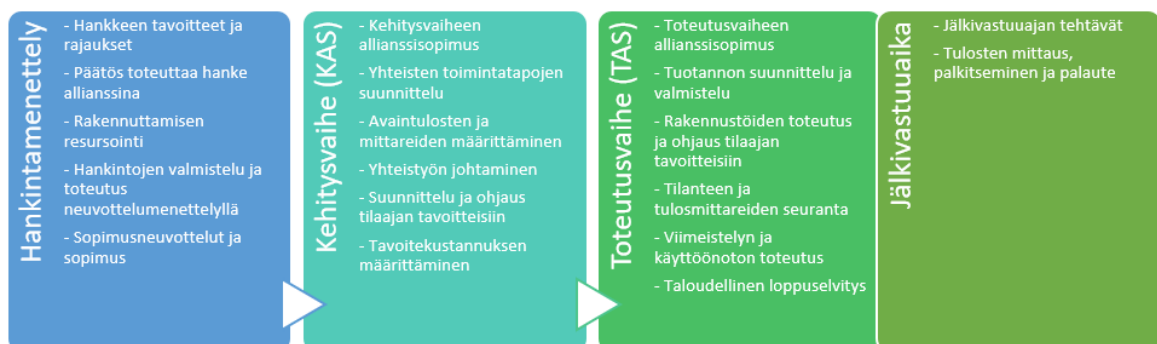 Hankintamenettely
- Hankkeen tavoitteet ja
rajaukset
- Päätös toteuttaa hanke
allianssina
- Rakennuttamisen
resursointi
- Hankintojen valmistelu ja
toteutus
neuvottelumenettelyllä
- Sopimusneuvottelut ja
sopimus
Kehitysvaihe (KAS)
- Kehitysvaiheen
allianssisopimus
- Yhteisten toimintatapojen
suunnittelu
- Avaintulosten ja
mittareiden määrittäminen
- Yhteistyön johtaminen
- Suunnittelu ja ohjaus
tilaajan tavoitteisiin
- Tavoitekustannuksen
määrittäminen
Toteutusvaihe (TAS)
- Toteutusvaiheen
allianssisopimus
- Tuotannon suunnittelu ja
valmistelu
- Rakennustöiden toteutus
ja ohjaus tilaajan
tavoitteisiin
- Tilanteen ja
tulosmittareiden seuranta
- Viimeistelyn ja
käyttöönoton toteutus
- Taloudellinen loppuselvitys
Jälkivastuuaika
- Jälkivastuuajan tehtävät
- Tulosten mittaus,
palkitseminen ja palaute